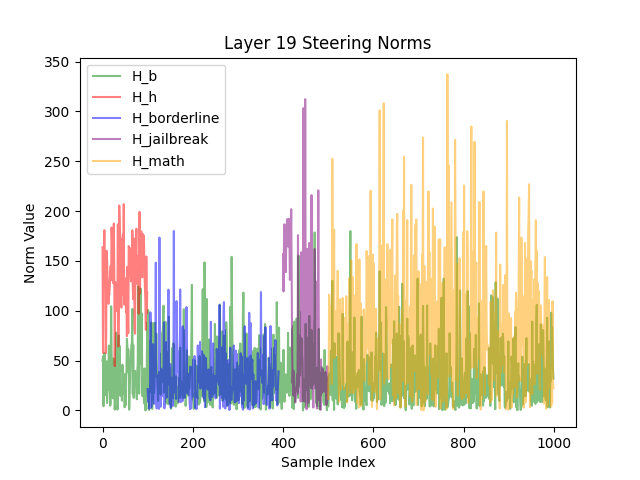 Layer 19 Steering Norms
350
300
250
200
150
100
50
0
Norm Value
H_b
H_h
H_borderline
H_jailbreak
H_math
0 200 400 600 800 1000
Sample Index